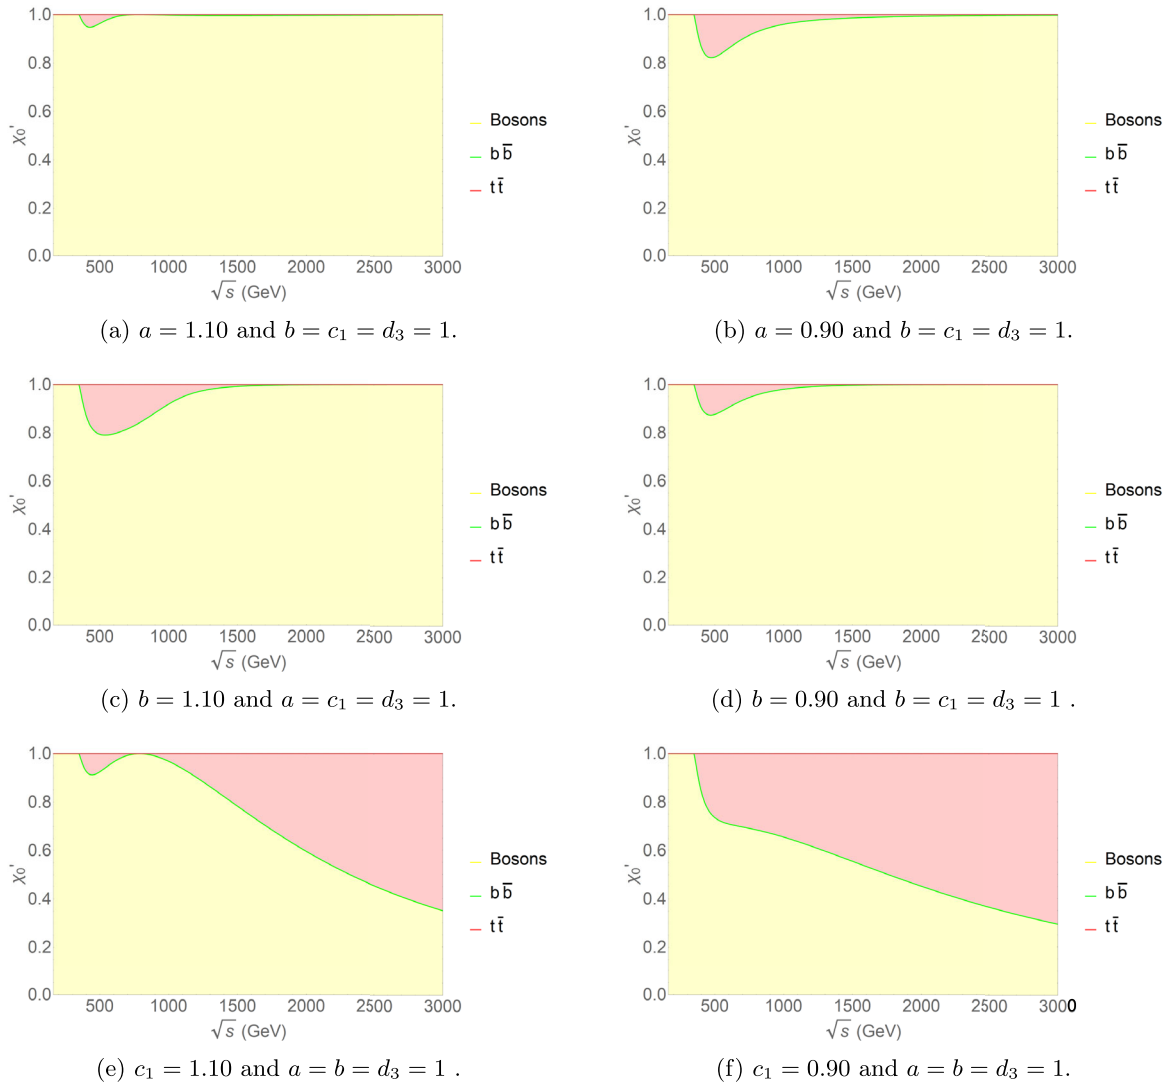 1.0
0.8
0.6
0.4
0.2
0.0
χ₀'
500 1000 1500 2000 2500 3000
√s (GeV)
Bosons
b b̄
t t̄
(a) a = 1.10 and b = c₁ = d₃ = 1.
1.0
0.8
0.6
0.4
0.2
0.0
χ₀'
500 1000 1500 2000 2500 3000
√s (GeV)
Bosons
b b̄
t t̄
(b) a = 0.90 and b = c₁ = d₃ = 1.
1.0
0.8
0.6
0.4
0.2
0.0
χ₀'
500 1000 1500 2000 2500 3000
√s (GeV)
Bosons
b b̄
t t̄
(c) b = 1.10 and a = c₁ = d₃ = 1.
1.0
0.8
0.6
0.4
0.2
0.0
χ₀'
500 1000 1500 2000 2500 3000
√s (GeV)
Bosons
b b̄
t t̄
(d) b = 0.90 and b = c₁ = d₃ = 1 .
1.0
0.8
0.6
0.4
0.2
0.0
χ₀'
500 1000 1500 2000 2500 3000
√s (GeV)
Bosons
b b̄
t t̄
(e) c₁ = 1.10 and a = b = d₃ = 1 .
1.0
0.8
0.6
0.4
0.2
0.0
χ₀'
500 1000 1500 2000 2500 3000
√s (GeV)
Bosons
b b̄
t t̄
(f) c₁ = 0.90 and a = b = d₃ = 1.